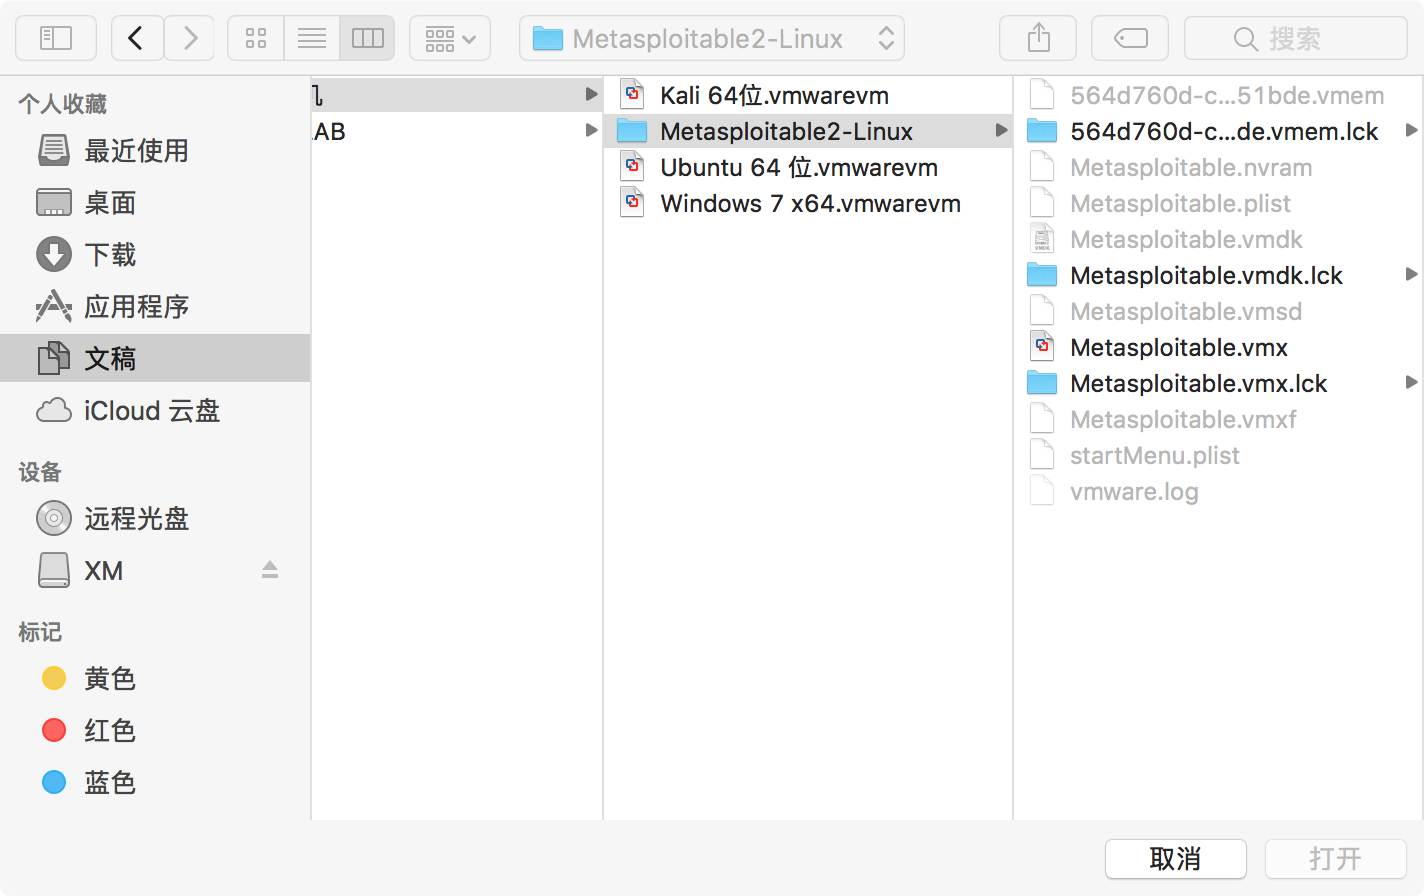 Metasploitable2-Linux
搜索
个人收藏
最近使用
桌面
下载
应用程序
文稿
iCloud 云盘
设备
远程光盘
XM
标记
黄色
红色
蓝色
AB
Kali 64位.vmwarevm
Metasploitable2-Linux
Ubuntu 64 位.vmwarevm
Windows 7 x64.vmwarevm
564d760d-c...51bde.vmem
564d760d-c...de.vmem.lck
Metasploitable.nvram
Metasploitable.plist
Metasploitable.vmdk
Metasploitable.vmdk.lck
Metasploitable.vmsd
Metasploitable.vmx
Metasploitable.vmx.lck
Metasploitable.vmxf
startMenu.plist
vmware.log
取消
打开